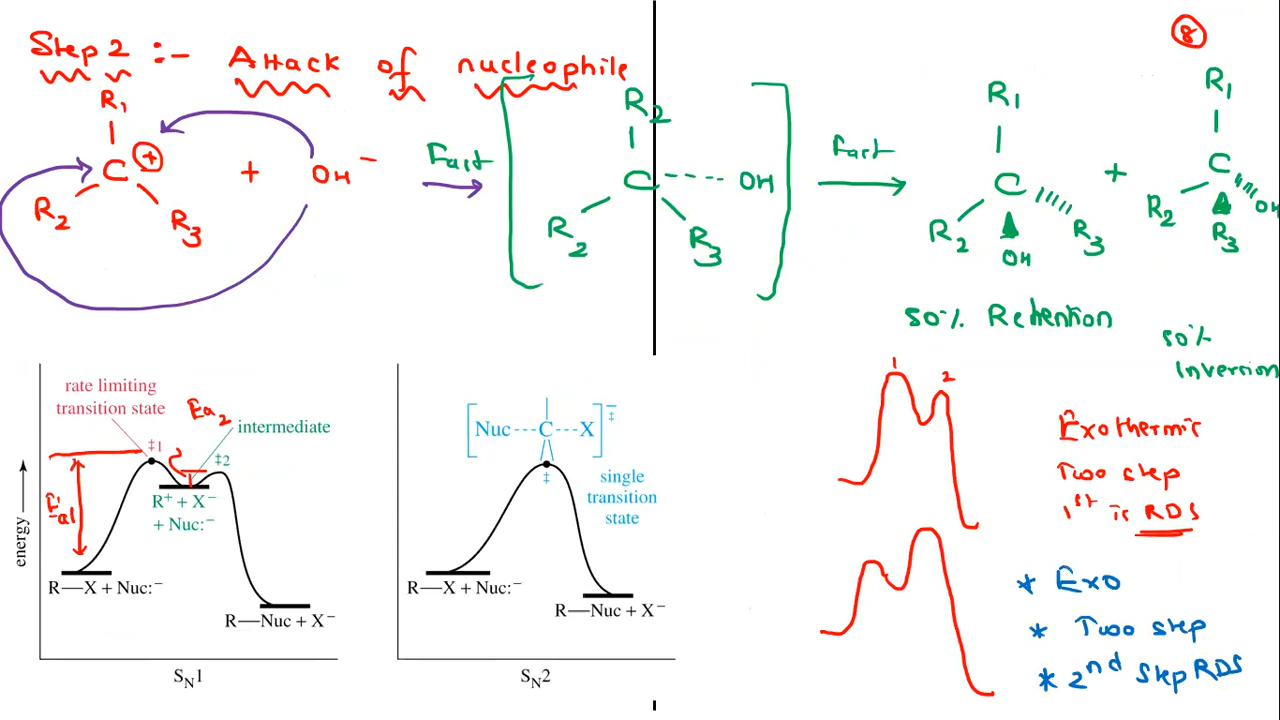 8
Step 2 :- Attack of nucleophile
R₁
C +
R₂
R₃
+
OH⁻
Fast
R₂
C ---- OH
R₂
R₃
Fast
R₁
C
R₂
OH
R₃
+
R₁
C
R₂
R₃
OH
50% Retention
50%
Inversion
rate limiting
transition state
Ea₂
intermediate
‡1
‡2
R⁺ + X⁻
+ Nuc:⁻
Ea1
energy
R—X + Nuc:⁻
R—Nuc + X⁻
S_N1
[Nuc---C---X]‡⁻
‡
single
transition
state
R—X + Nuc:⁻
R—Nuc + X⁻
S_N2
1
2
Exothermic
Two step
1st is RDS
* Exo
* Two step
* 2nd step RDS